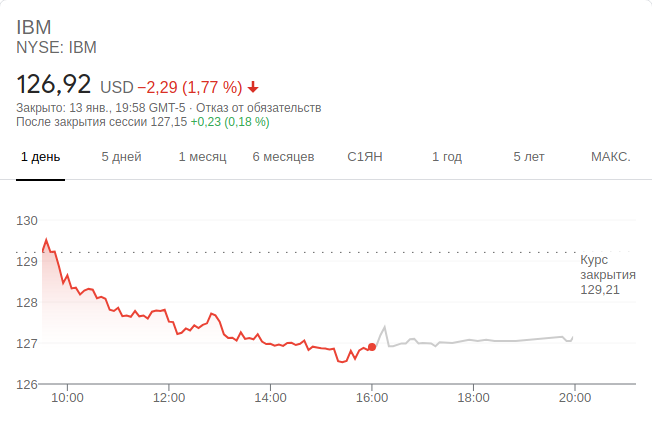 IBM
NYSE: IBM
126,92 USD −2,29 (1,77 %)
Закрыто: 13 янв., 19:58 GMT-5 · Отказ от обязательств
После закрытия сессии 127,15 +0,23 (0,18 %)
1 день 5 дней 1 месяц 6 месяцев С1ЯН 1 год 5 лет МАКС.
130
129
128
127
126
Курс
закрытия
129,21
10:00 12:00 14:00 16:00 18:00 20:00